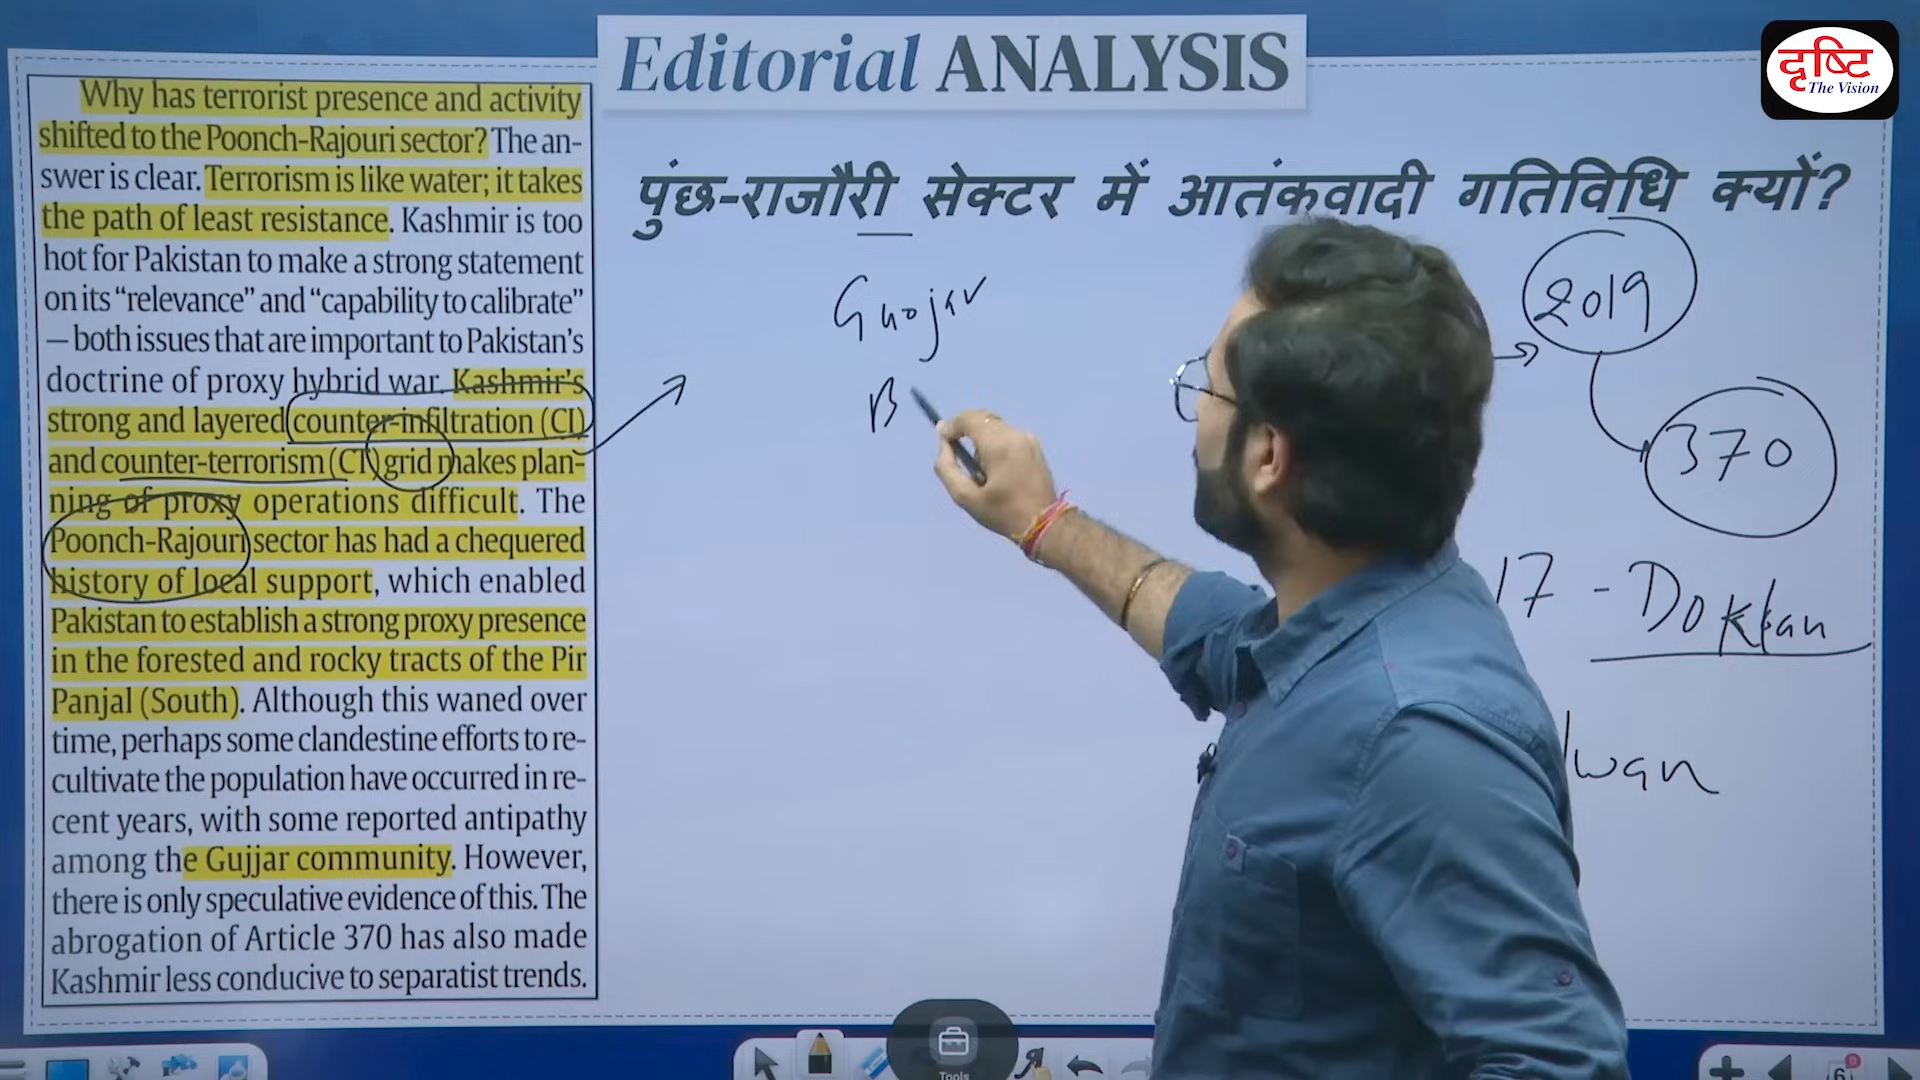 Editorial ANALYSIS
दृष्टि
The Vision
Why has terrorist presence and activity
shifted to the Poonch-Rajouri sector? The an-
swer is clear. Terrorism is like water; it takes
the path of least resistance. Kashmir is too
hot for Pakistan to make a strong statement
on its “relevance” and “capability to calibrate”
— both issues that are important to Pakistan’s
doctrine of proxy hybrid war. Kashmir’s
strong and layered counter-infiltration (CI)
and counter-terrorism (CT) grid makes plan-
ning of proxy operations difficult. The
Poonch-Rajouri sector has had a chequered
history of local support, which enabled
Pakistan to establish a strong proxy presence
in the forested and rocky tracts of the Pir
Panjal (South). Although this waned over
time, perhaps some clandestine efforts to re-
cultivate the population have occurred in re-
cent years, with some reported antipathy
among the Gujjar community. However,
there is only speculative evidence of this. The
abrogation of Article 370 has also made
Kashmir less conducive to separatist trends.
पुंछ-राजौरी सेक्टर में आतंकवादी गतिविधि क्यों?
2019
370
B
17 - Doklan
lwan
Tools
6
0